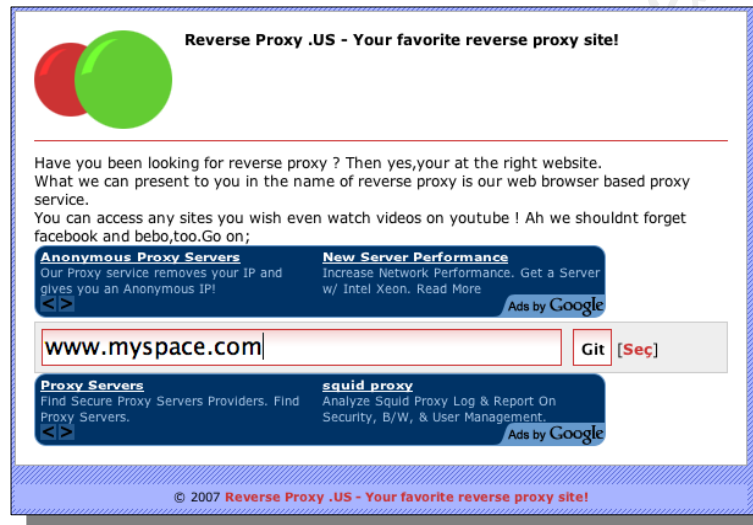 Reverse Proxy .US - Your favorite reverse proxy site!
Have you been looking for reverse proxy ? Then yes,your at the right website.
What we can present to you in the name of reverse proxy is our web browser based proxy
service.
You can access any sites you wish even watch videos on youtube ! Ah we shouldnt forget
facebook and bebo,too.Go on;
Anonymous Proxy Servers
Our Proxy service removes your IP and
gives you an Anonymous IP!
New Server Performance
Increase Network Performance. Get a Server
w/ Intel Xeon. Read More
< >
Ads by Google
www.myspace.com
Git [Seç]
Proxy Servers
Find Secure Proxy Servers Providers. Find
Proxy Servers.
squid proxy
Analyze Squid Proxy Log & Report On
Security, B/W, & User Management.
< >
Ads by Google
© 2007 Reverse Proxy .US - Your favorite reverse proxy site!